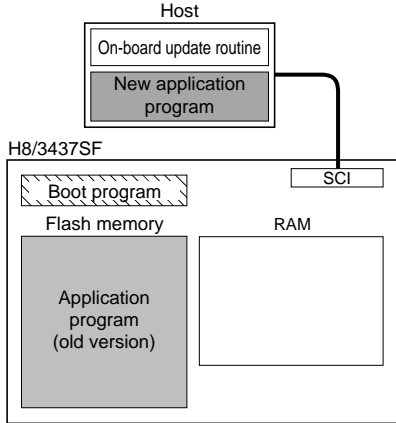 Host
On-board update routine
New application
program
H8/3437SF
SCI
Boot program
Flash memory
RAM
Application
program
(old version)